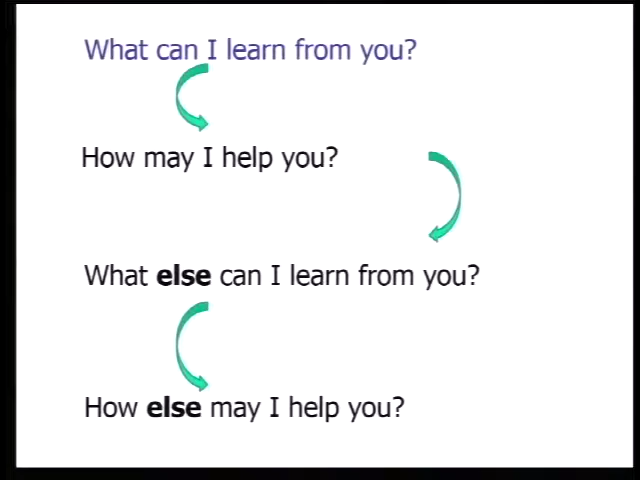 What can I learn from you?
How may I help you?
What else can I learn from you?
How else may I help you?